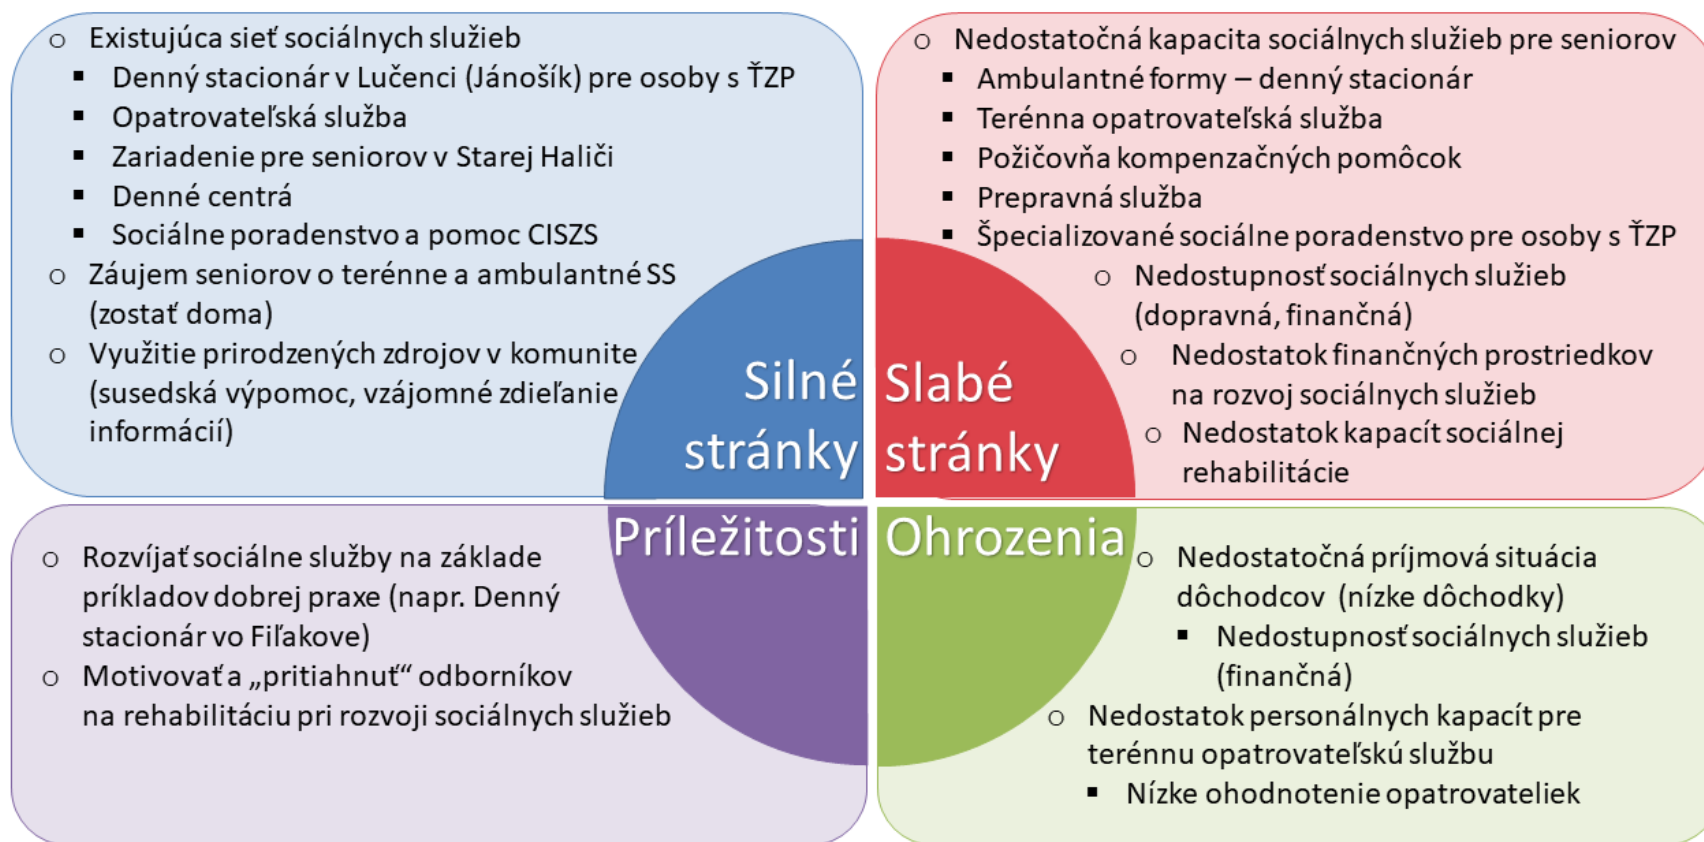 o Existujúca sieť sociálnych služieb
▪ Denný stacionár v Lučenci (Jánošík) pre osoby s ŤZP
▪ Opatrovateľská služba
▪ Zariadenie pre seniorov v Starej Haliči
▪ Denné centrá
▪ Sociálne poradenstvo a pomoc CISZS
o Záujem seniorov o terénne a ambulantné SS
(zostať doma)
o Využitie prirodzených zdrojov v komunite
(susedská výpomoc, vzájomné zdieľanie
informácií)
Silné
stránky
o Nedostatočná kapacita sociálnych služieb pre seniorov
▪ Ambulantné formy – denný stacionár
▪ Terénna opatrovateľská služba
▪ Požičovňa kompenzačných pomôcok
▪ Prepravná služba
▪ Špecializované sociálne poradenstvo pre osoby s ŤZP
o Nedostupnosť sociálnych služieb
(dopravná, finančná)
o Nedostatok finančných prostriedkov
na rozvoj sociálnych služieb
o Nedostatok kapacít sociálnej
rehabilitácie
Slabé
stránky
Príležitosti
o Rozvíjať sociálne služby na základe
príkladov dobrej praxe (napr. Denný
stacionár vo Fiľakove)
o Motivovať a „pritiahnuť“ odborníkov
na rehabilitáciu pri rozvoji sociálnych služieb
Ohrozenia
o Nedostatočná príjmová situácia
dôchodcov (nízke dôchodky)
▪ Nedostupnosť sociálnych služieb
(finančná)
o Nedostatok personálnych kapacít pre
terénnu opatrovateľskú službu
▪ Nízke ohodnotenie opatrovateliek